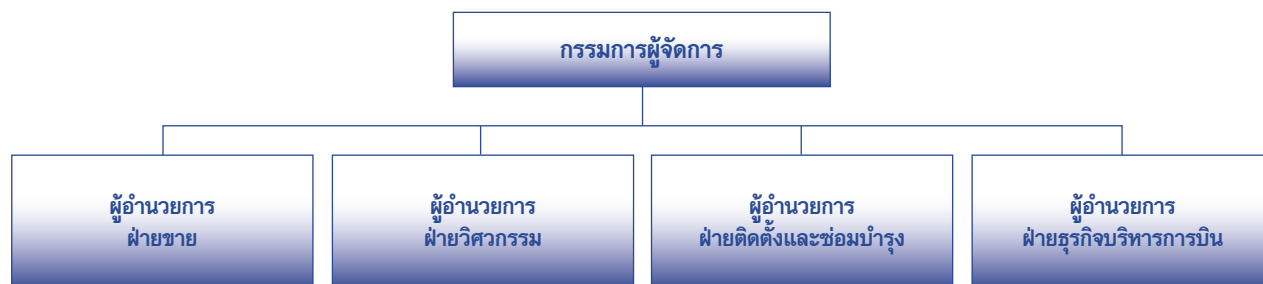 กรรมการผู้จัดการ
ผู้อำนวยการ
ฝ่ายขาย
ผู้อำนวยการ
ฝ่ายวิศวกรรม
ผู้อำนวยการ
ฝ่ายติดตั้งและซ่อมบำรุง
ผู้อำนวยการ
ฝ่ายธุรกิจบริหารการบิน